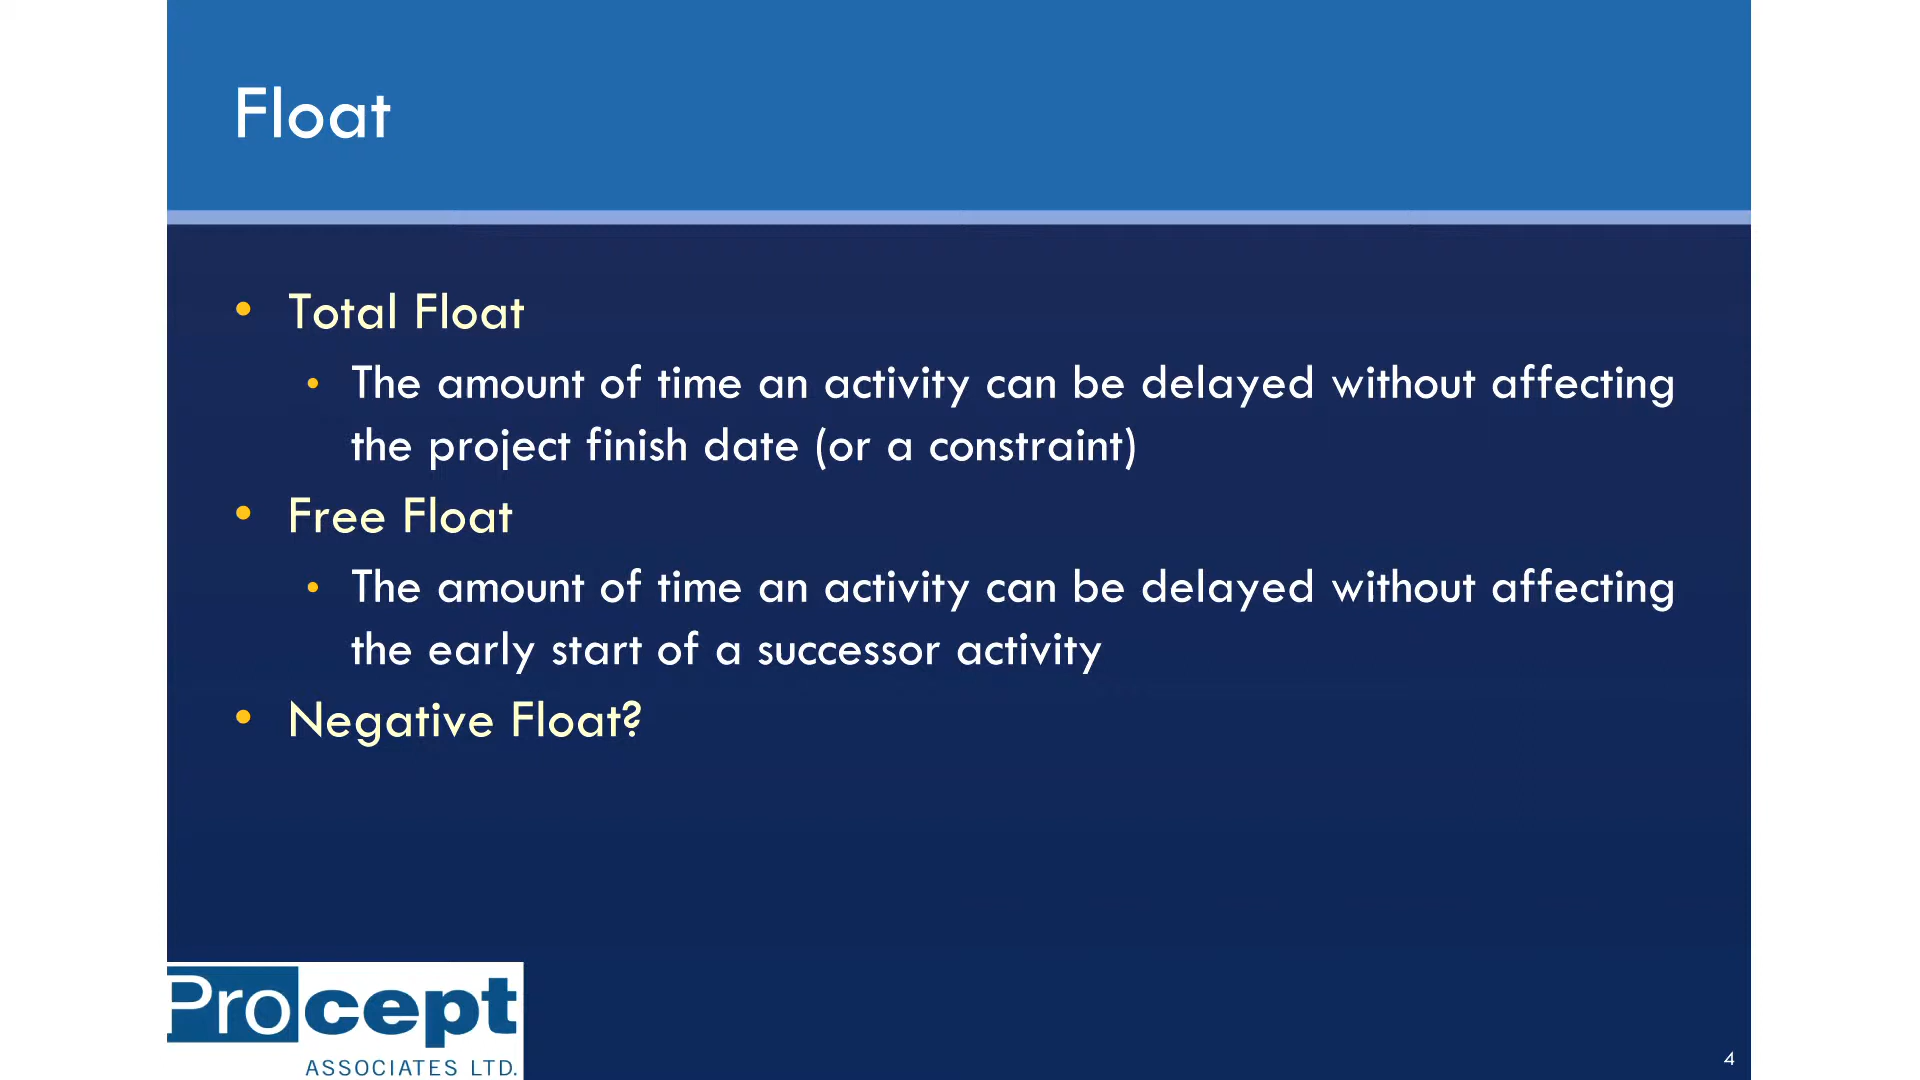 Float
• Total Float
• The amount of time an activity can be delayed without affecting
the project finish date (or a constraint)
• Free Float
• The amount of time an activity can be delayed without affecting
the early start of a successor activity
• Negative Float?
Procept
ASSOCIATES LTD.
4